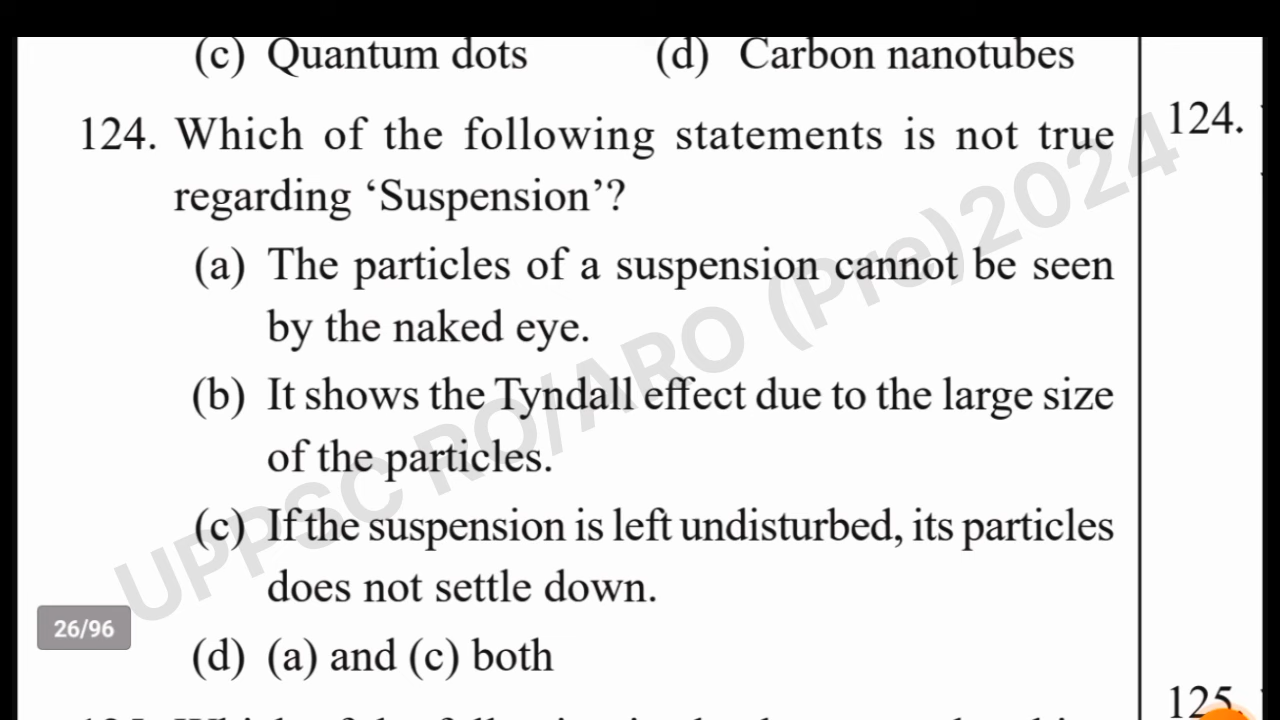 (c) Quantum dots (d) Carbon nanotubes
124. Which of the following statements is not true
regarding ‘Suspension’?
(a) The particles of a suspension cannot be seen
by the naked eye.
(b) It shows the Tyndall effect due to the large size
of the particles.
(c) If the suspension is left undisturbed, its particles
does not settle down.
(d) (a) and (c) both
124.
125.
26/96
UPPSC RO/ARO (Pre)2024